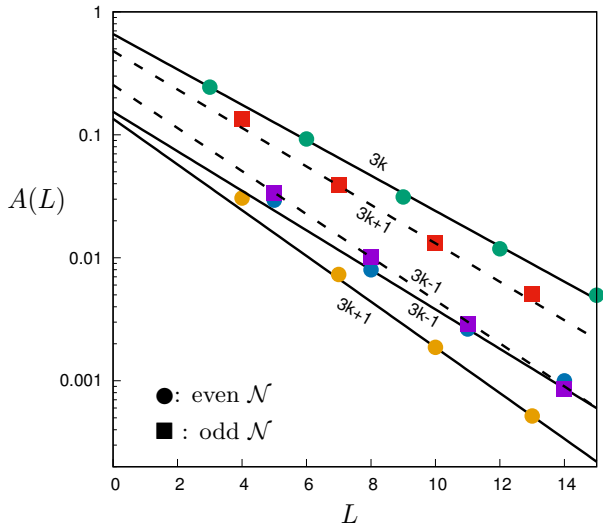 1
0.1
A(L)
0.01
0.001
3k
3k+1
3k-1
3k-1
3k+1
: even 𝒩
: odd 𝒩
0 2 4 6 8 10 12 14
L